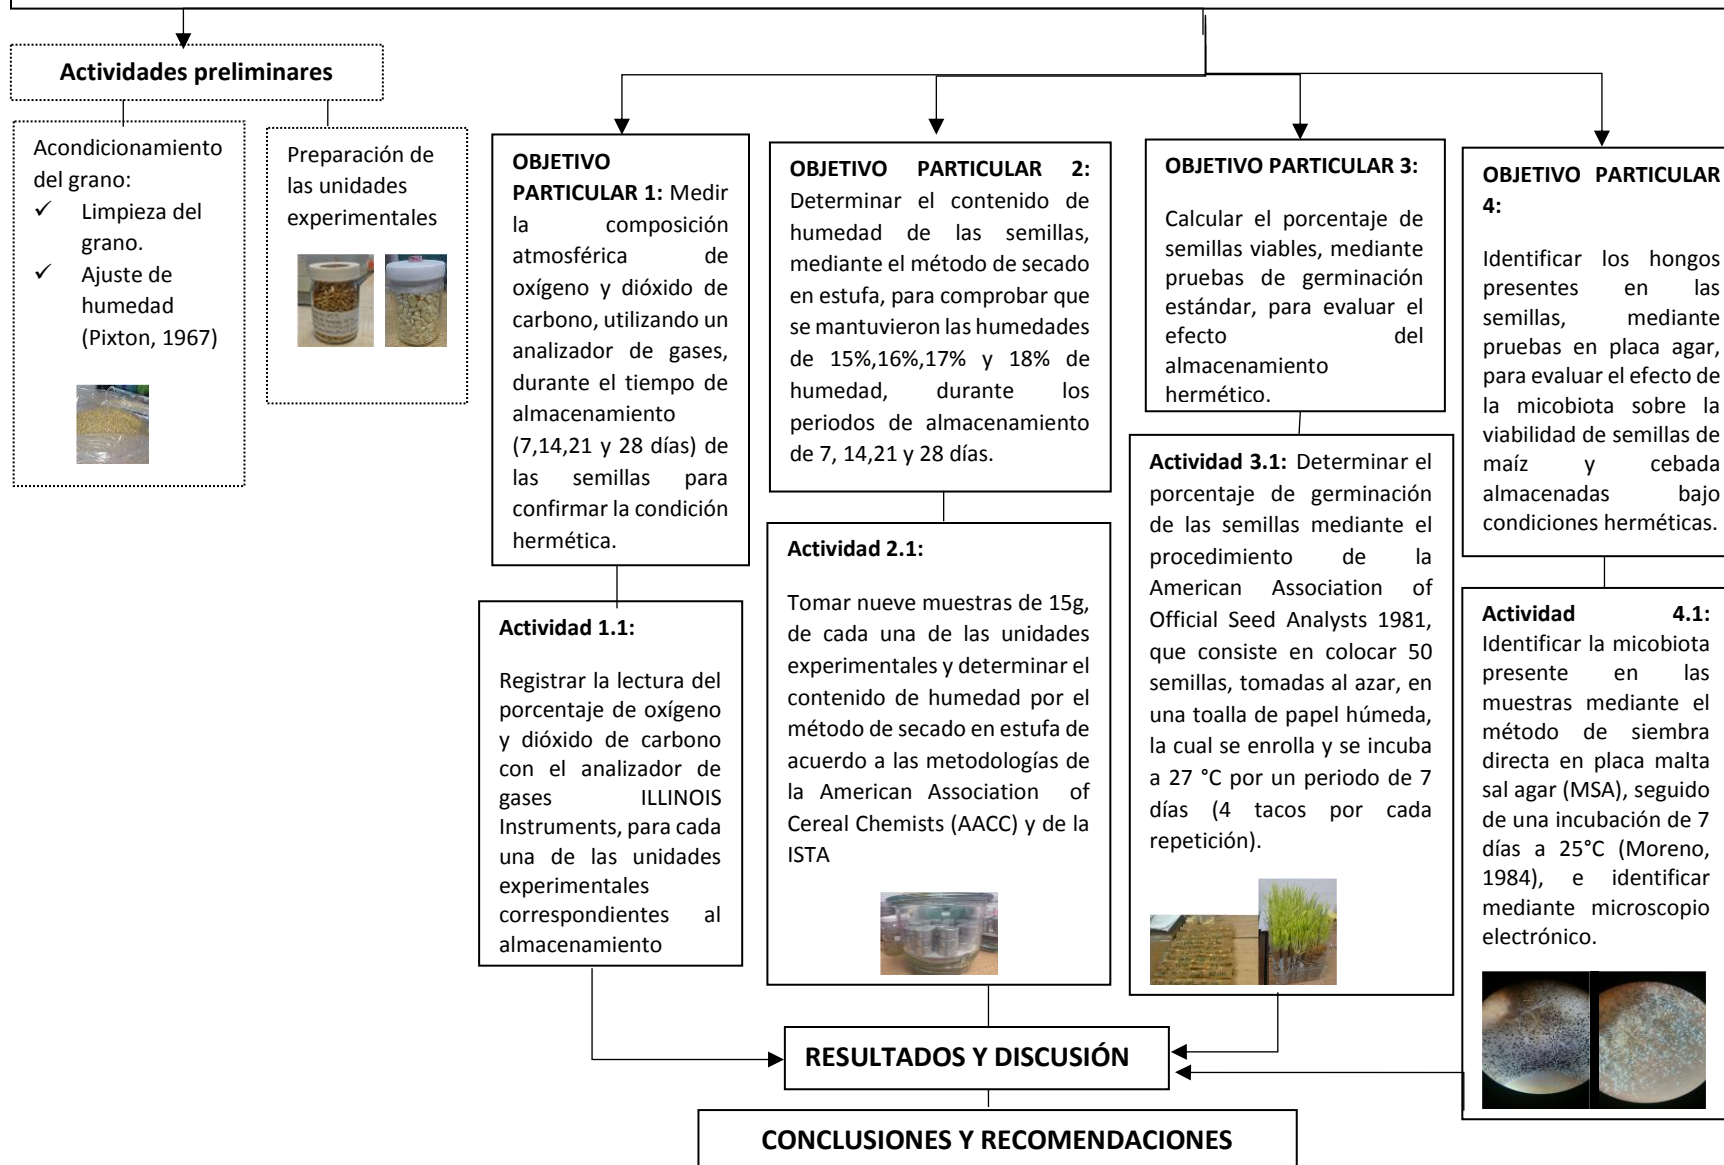 Actividades preliminares
Acondicionamiento
del grano:
✓ Limpieza del
grano.
✓ Ajuste de
humedad
(Pixton, 1967)
Preparación de
las unidades
experimentales
OBJETIVO
PARTICULAR 1: Medir
la composición
atmosférica de
oxígeno y dióxido de
carbono, utilizando un
analizador de gases,
durante el tiempo de
almacenamiento
(7,14,21 y 28 días) de
las semillas para
confirmar la condición
hermética.
Actividad 1.1:
Registrar la lectura del
porcentaje de oxígeno
y dióxido de carbono
con el analizador de
gases ILLINOIS
Instruments, para cada
una de las unidades
experimentales
correspondientes al
almacenamiento
OBJETIVO PARTICULAR 2:
Determinar el contenido de
humedad de las semillas,
mediante el método de secado
en estufa, para comprobar que
se mantuvieron las humedades
de 15%,16%,17% y 18% de
humedad, durante los
periodos de almacenamiento
de 7, 14,21 y 28 días.
Actividad 2.1:
Tomar nueve muestras de 15g,
de cada una de las unidades
experimentales y determinar el
contenido de humedad por el
método de secado en estufa de
acuerdo a las metodologías de
la American Association of
Cereal Chemists (AACC) y de la
ISTA
OBJETIVO PARTICULAR 3:
Calcular el porcentaje de
semillas viables, mediante
pruebas de germinación
estándar, para evaluar el
efecto del
almacenamiento
hermético.
Actividad 3.1: Determinar el
porcentaje de germinación
de las semillas mediante el
procedimiento de la
American Association of
Official Seed Analysts 1981,
que consiste en colocar 50
semillas, tomadas al azar, en
una toalla de papel húmeda,
la cual se enrolla y se incuba
a 27 °C por un periodo de 7
días (4 tacos por cada
repetición).
OBJETIVO PARTICULAR
4:
Identificar los hongos
presentes en las
semillas, mediante
pruebas en placa agar,
para evaluar el efecto de
la micobiota sobre la
viabilidad de semillas de
maíz y cebada
almacenadas bajo
condiciones herméticas.
Actividad 4.1:
Identificar la micobiota
presente en las
muestras mediante el
método de siembra
directa en placa malta
sal agar (MSA), seguido
de una incubación de 7
días a 25°C (Moreno,
1984), e identificar
mediante microscopio
electrónico.
RESULTADOS Y DISCUSIÓN
CONCLUSIONES Y RECOMENDACIONES